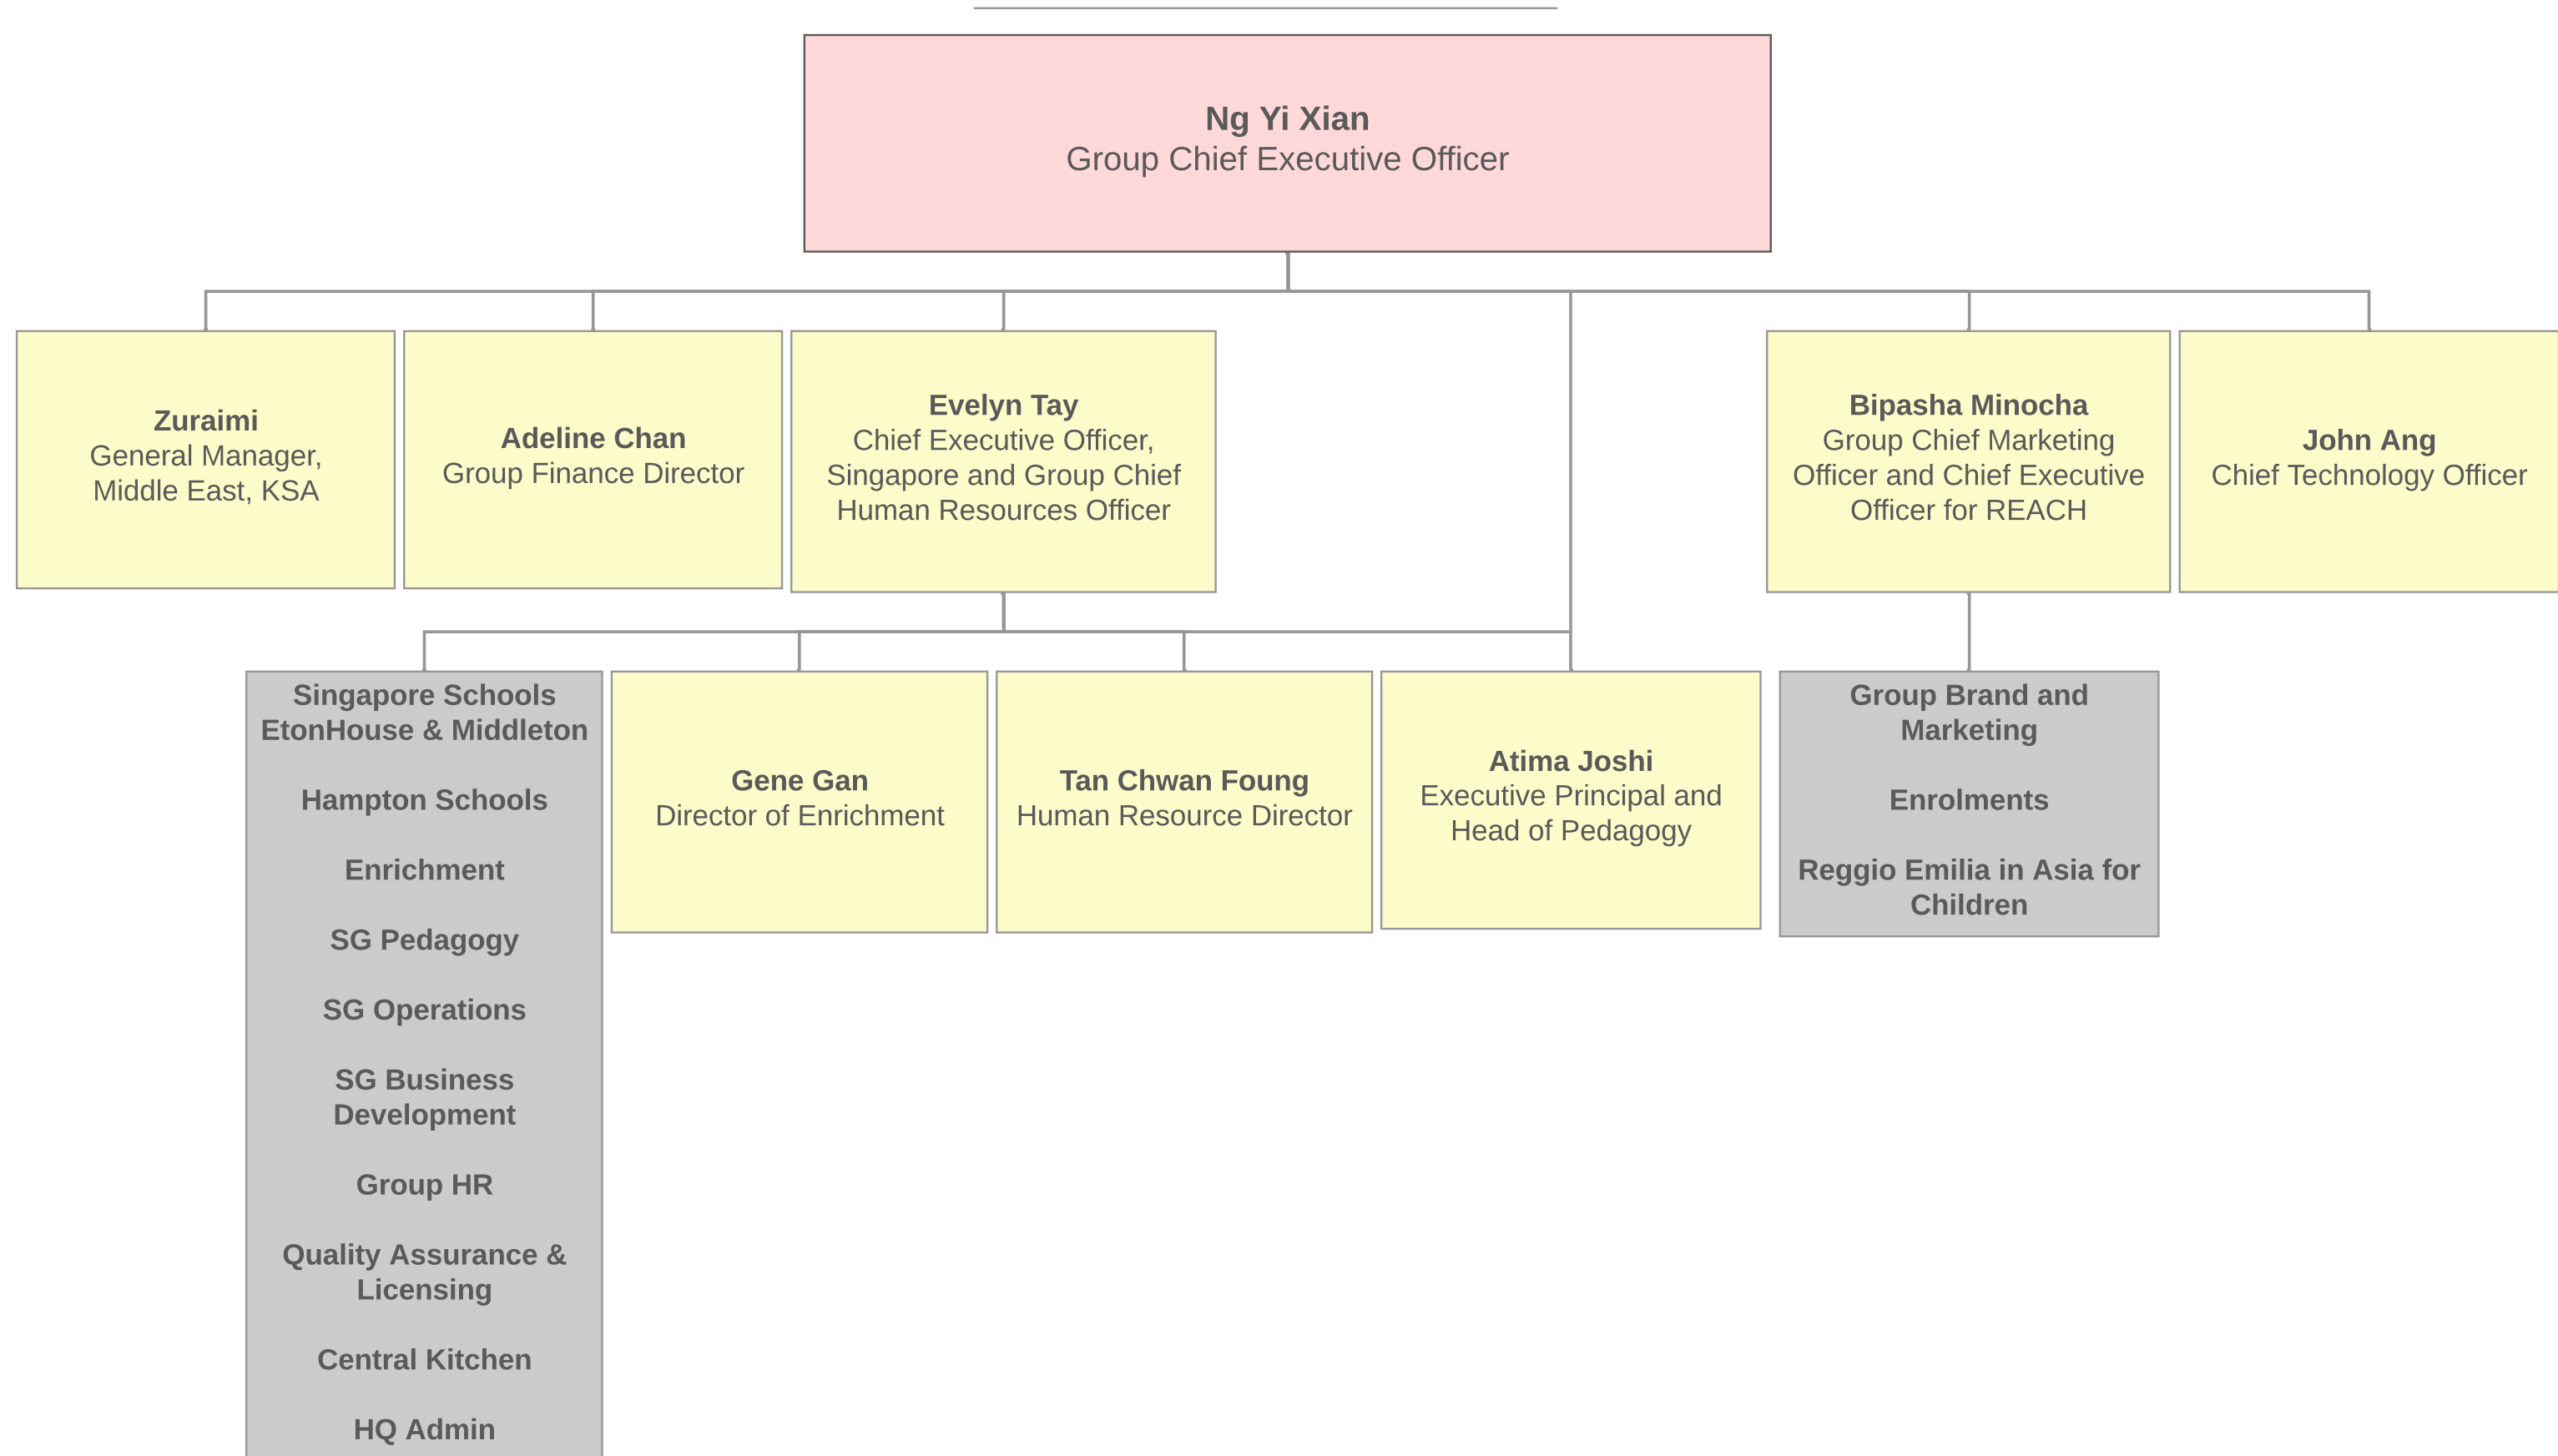 Ng Yi Xian
Group Chief Executive Officer
Zuraimi
General Manager,
Middle East, KSA
Adeline Chan
Group Finance Director
Evelyn Tay
Chief Executive Officer,
Singapore and Group Chief
Human Resources Officer
Bipasha Minocha
Group Chief Marketing
Officer and Chief Executive
Officer for REACH
John Ang
Chief Technology Officer
Singapore Schools
EtonHouse & Middleton
Hampton Schools
Enrichment
SG Pedagogy
SG Operations
SG Business
Development
Group HR
Quality Assurance &
Licensing
Central Kitchen
HQ Admin
Gene Gan
Director of Enrichment
Tan Chwan Foung
Human Resource Director
Atima Joshi
Executive Principal and
Head of Pedagogy
Group Brand and
Marketing
Enrolments
Reggio Emilia in Asia for
Children